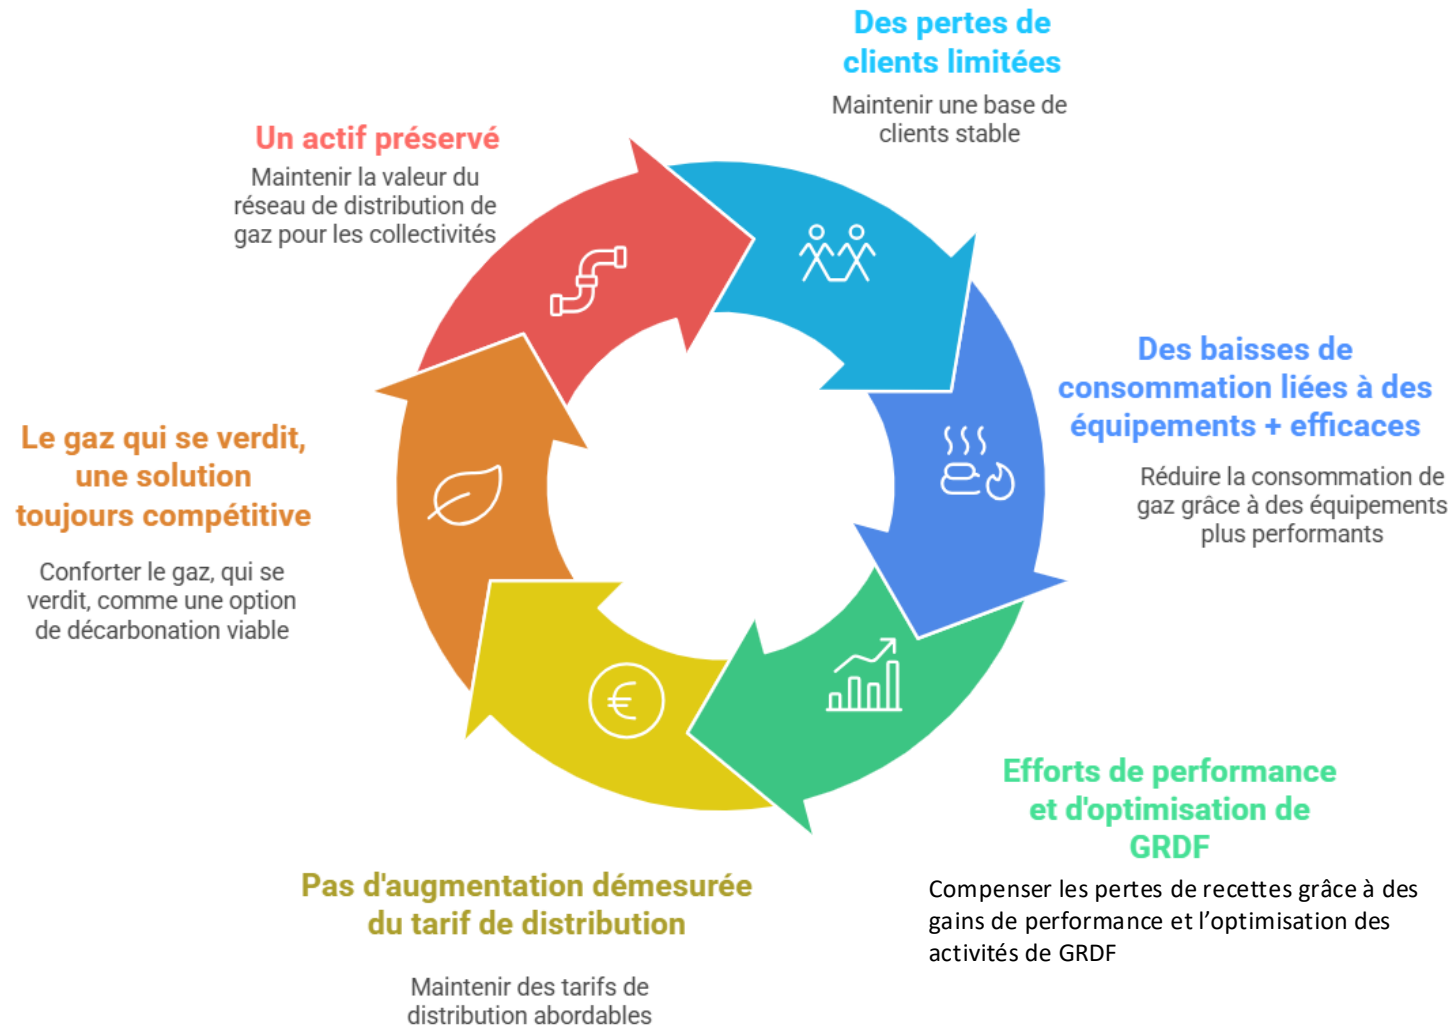 Des pertes de
clients limitées
Maintenir une base de
clients stable
Un actif préservé
Maintenir la valeur du
réseau de distribution de
gaz pour les collectivités
Des baisses de
consommation liées à des
équipements + efficaces
Réduire la consommation de
gaz grâce à des équipements
plus performants
Le gaz qui se verdit,
une solution
toujours compétitive
Conforter le gaz, qui se
verdit, comme une option
de décarbonation viable
€
Efforts de performance
et d'optimisation de
GRDF
Compenser les pertes de recettes grâce à des
gains de performance et l’optimisation des
activités de GRDF
Pas d'augmentation démesurée
du tarif de distribution
Maintenir des tarifs de
distribution abordables